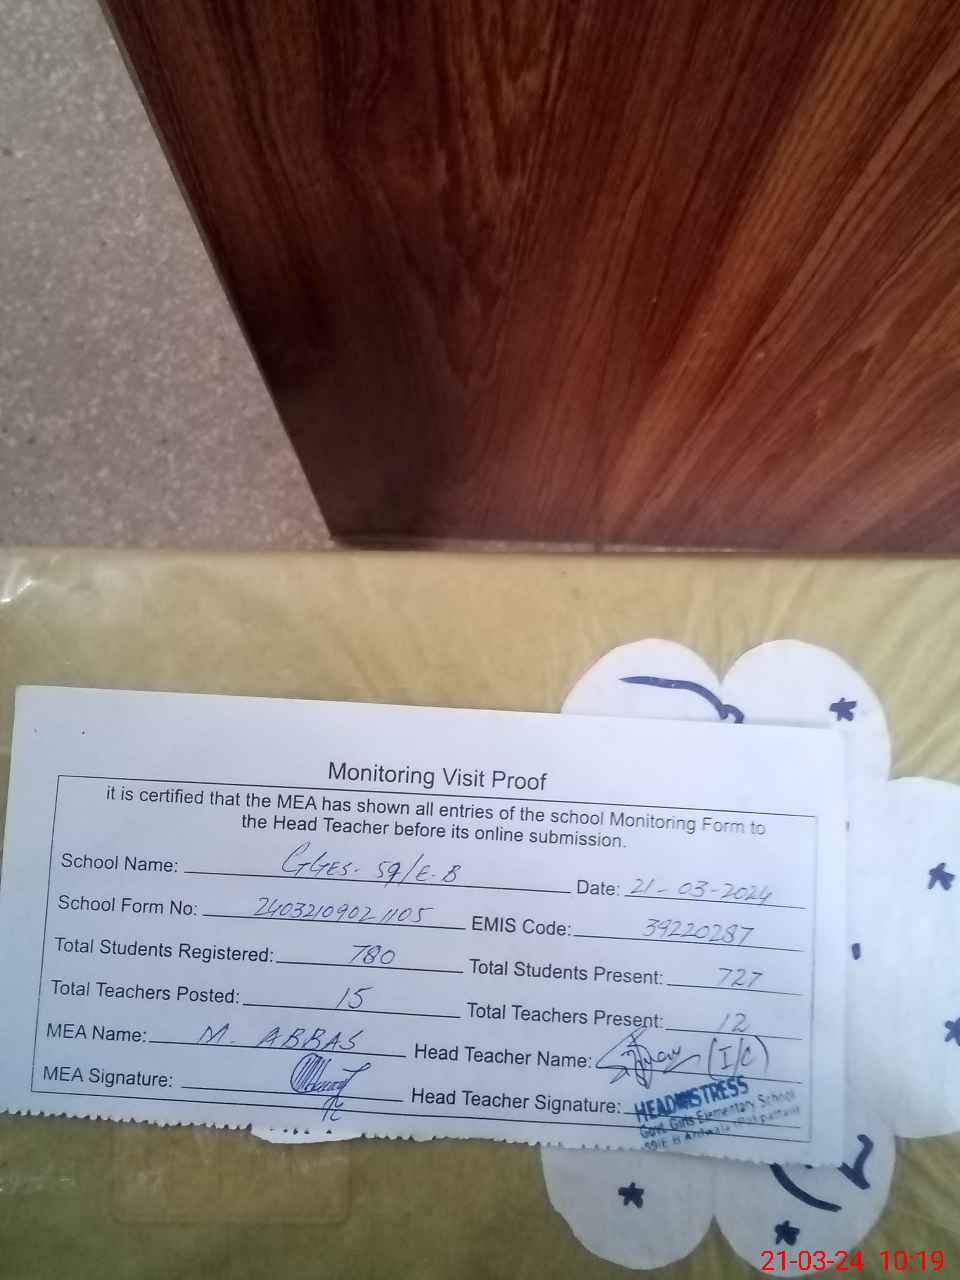 Monitoring Visit Proof
it is certified that the MEA has shown all entries of the school Monitoring Form to
the Head Teacher before its online submission.
School Name: GGES- 59/E-B Date: 21-03-2024
School Form No: 2403210902 1105 EMIS Code: 39220287
Total Students Registered: 780 Total Students Present: 727
Total Teachers Posted: 15 Total Teachers Present: 12
MEA Name: M. ABBAS Head Teacher Name: (I/C)
MEA Signature: Head Teacher Signature:
HEADMISTRESS
Govt. Girls Elementary School
59/E B
21-03-24 10:19